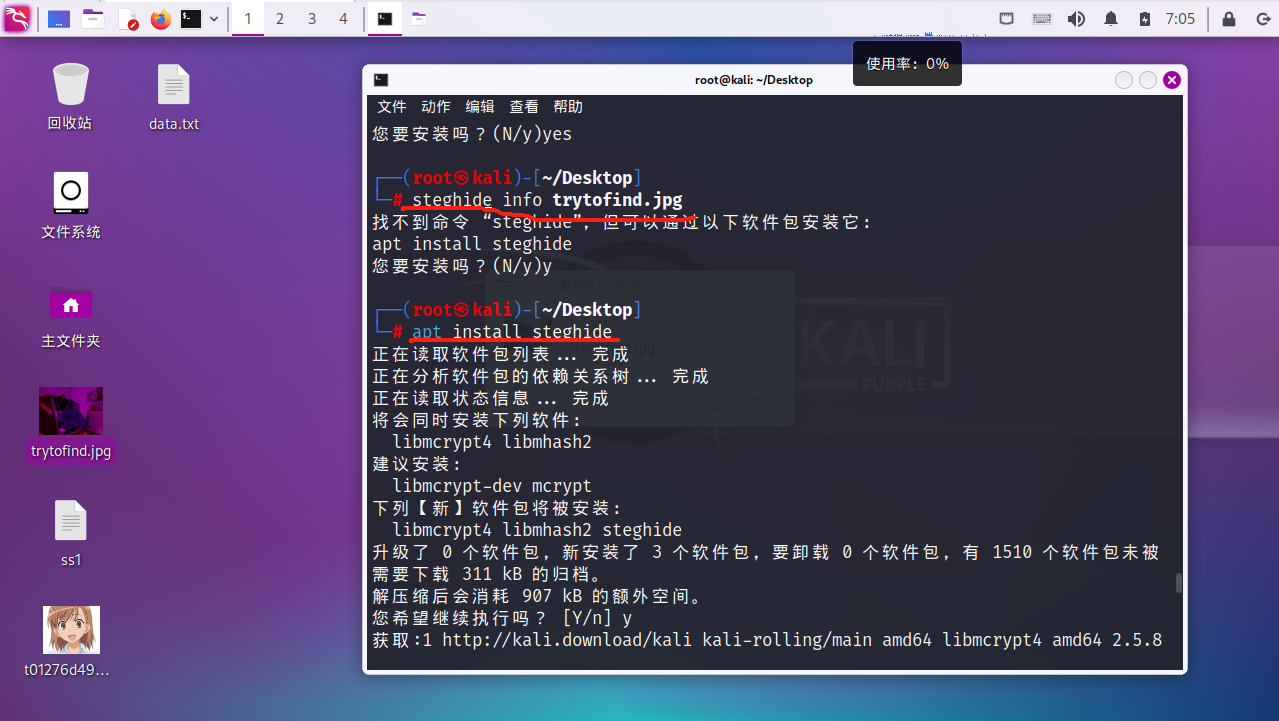 1 2 3 4 7:05
使用率：0%
回收站
data.txt
文件系统
主文件夹
trytofind.jpg
ss1
t01276d49…
root@kali: ~/Desktop
文件 动作 编辑 查看 帮助
您要安装吗？(N/y)yes
┌──(root㉿kali)-[~/Desktop]
└─# steghide info trytofind.jpg
找不到命令 “steghide”，但可以通过以下软件包安装它：
apt install steghide
您要安装吗？(N/y)y
┌──(root㉿kali)-[~/Desktop]
└─# apt install steghide
正在读取软件包列表... 完成
正在分析软件包的依赖关系树... 完成
正在读取状态信息... 完成
将会同时安装下列软件：
libmcrypt4 libmhash2
建议安装：
libmcrypt-dev mcrypt
下列【新】软件包将被安装：
libmcrypt4 libmhash2 steghide
升级了 0 个软件包，新安装了 3 个软件包，要卸载 0 个软件包，有 1510 个软件包未被
需要下载 311 kB 的归档。
解压缩后会消耗 907 kB 的额外空间。
您希望继续执行吗？ [Y/n] y
获取:1 http://kali.download/kali kali-rolling/main amd64 libmcrypt4 amd64 2.5.8
KALI
PURPLE